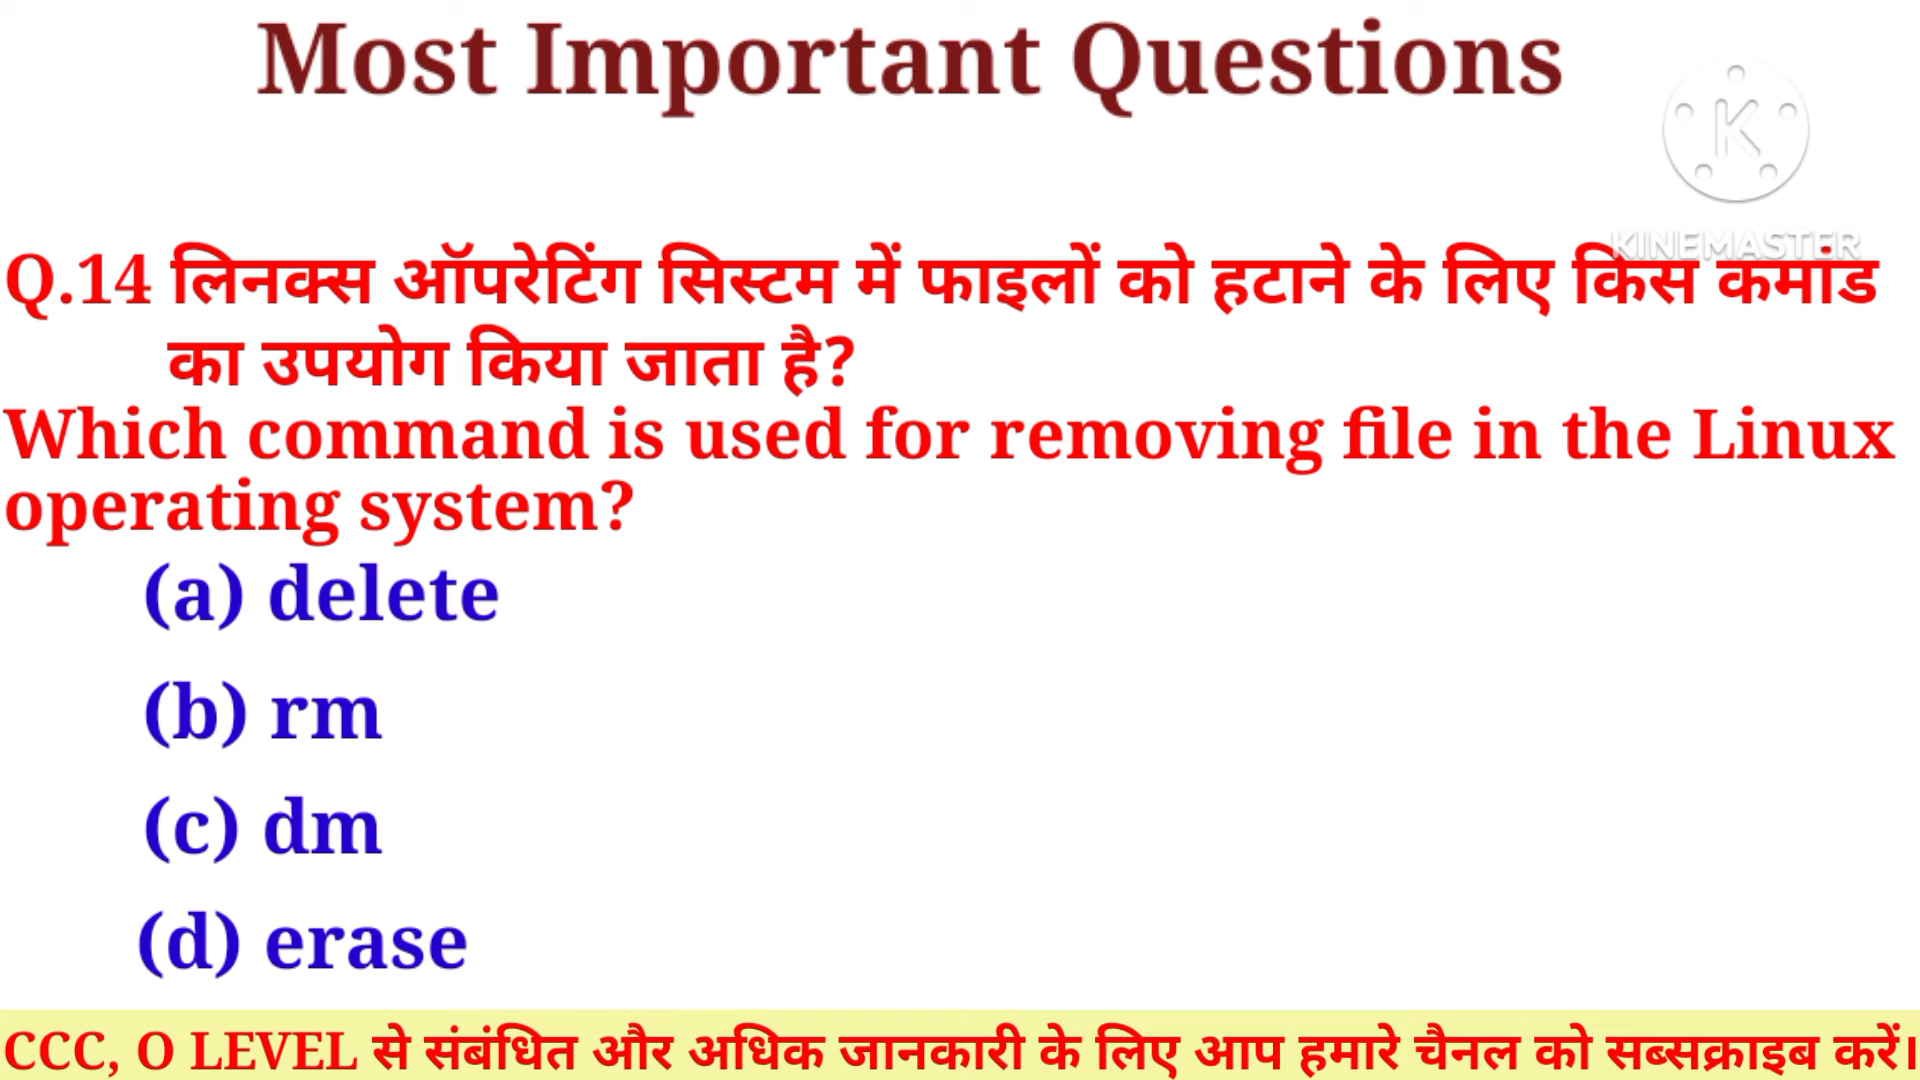 Most Important Questions
K
KINEMASTER
Q.14 लिनक्स ऑपरेटिंग सिस्टम में फाइलों को हटाने के लिए किस कमांड
का उपयोग किया जाता है?
Which command is used for removing file in the Linux
operating system?
(a) delete
(b) rm
(c) dm
(d) erase
CCC, O LEVEL से संबंधित और अधिक जानकारी के लिए आप हमारे चैनल को सब्सक्राइब करें।